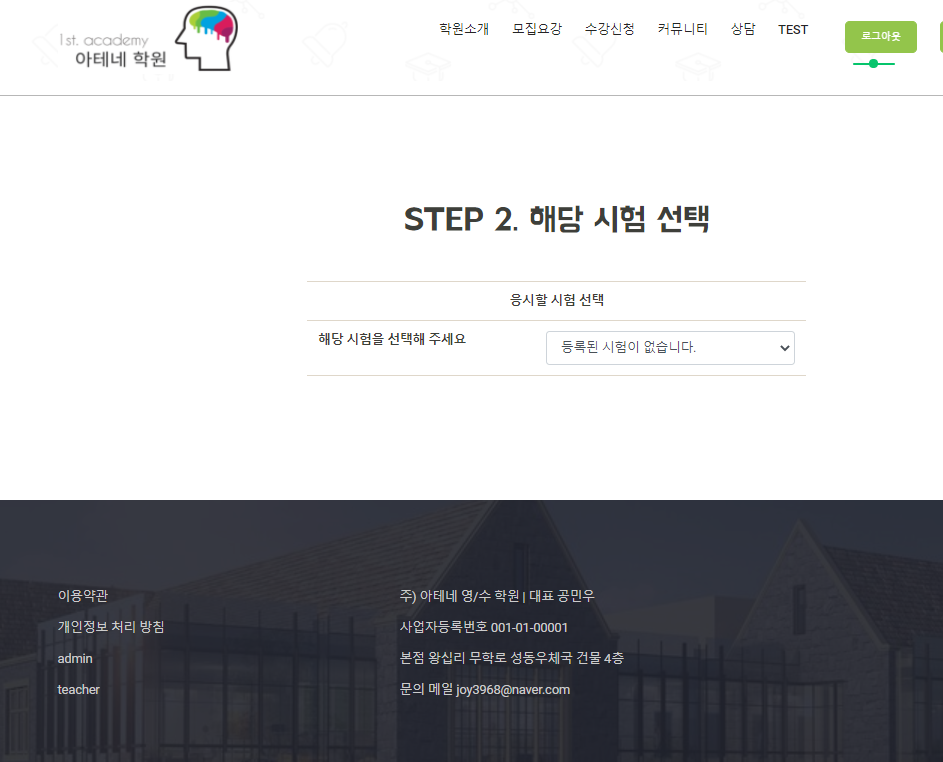 1st. academy
아테네 학원
학원소개 모집요강 수강신청 커뮤니티 상담 TEST 로그아웃
STEP 2. 해당 시험 선택
응시할 시험 선택
해당 시험을 선택해 주세요 등록된 시험이 없습니다.
이용약관
개인정보 처리 방침
admin
teacher
주) 아테네 영/수 학원 | 대표 공민우
사업자등록번호 001-01-00001
본점 왕십리 무학로 성동우체국 건물 4층
문의 메일 joy3968@naver.com